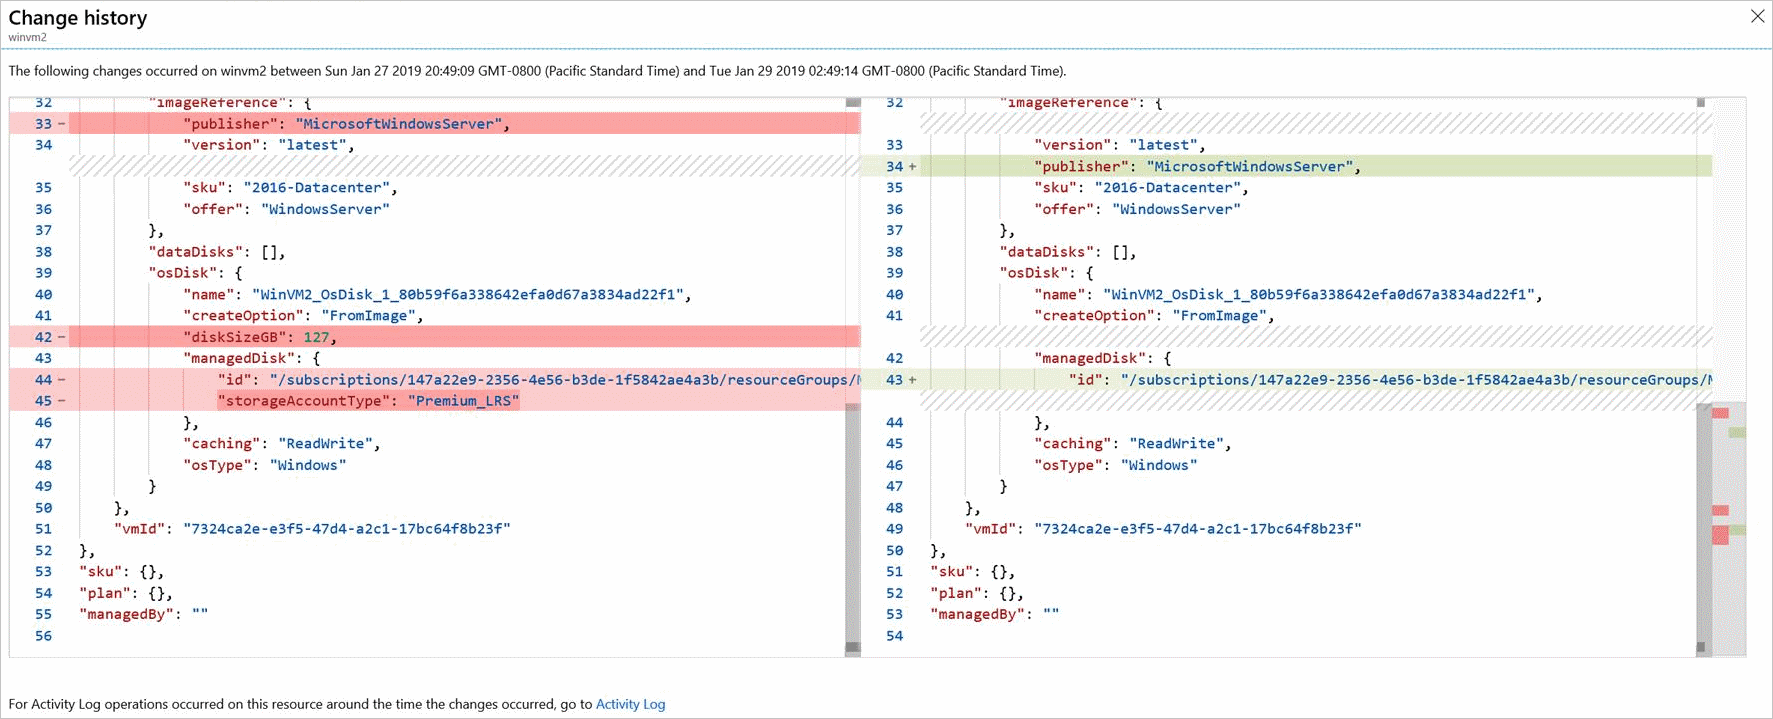 Change history
winvm2
The following changes occurred on winvm2 between Sun Jan 27 2019 20:49:09 GMT-0800 (Pacific Standard Time) and Tue Jan 29 2019 02:49:14 GMT-0800 (Pacific Standard Time).
32 "imageReference": {
33 - "publisher": "MicrosoftWindowsServer",
34 "version": "latest",
35 "sku": "2016-Datacenter",
36 "offer": "WindowsServer"
37 },
38 "dataDisks": [],
39 "osDisk": {
40 "name": "WinVM2_OsDisk_1_80b59f6a338642efa0d67a3834ad22f1",
41 "createOption": "FromImage",
42 - "diskSizeGB": 127,
43 "managedDisk": {
44 - "id": "/subscriptions/147a22e9-2356-4e56-b3de-1f5842ae4a3b/resourceGroups/M
45 - "storageAccountType": "Premium_LRS"
46 },
47 "caching": "ReadWrite",
48 "osType": "Windows"
49 }
50 },
51 "vmId": "7324ca2e-e3f5-47d4-a2c1-17bc64f8b23f"
52 },
53 "sku": {},
54 "plan": {},
55 "managedBy": ""
56
32 "imageReference": {
33 "version": "latest",
34 + "publisher": "MicrosoftWindowsServer",
35 "sku": "2016-Datacenter",
36 "offer": "WindowsServer"
37 },
38 "dataDisks": [],
39 "osDisk": {
40 "name": "WinVM2_OsDisk_1_80b59f6a338642efa0d67a3834ad22f1",
41 "createOption": "FromImage",
42 "managedDisk": {
43 + "id": "/subscriptions/147a22e9-2356-4e56-b3de-1f5842ae4a3b/resourceGroups/M
44 },
45 "caching": "ReadWrite",
46 "osType": "Windows"
47 }
48 },
49 "vmId": "7324ca2e-e3f5-47d4-a2c1-17bc64f8b23f"
50 },
51 "sku": {},
52 "plan": {},
53 "managedBy": ""
54
For Activity Log operations occurred on this resource around the time the changes occurred, go to Activity Log